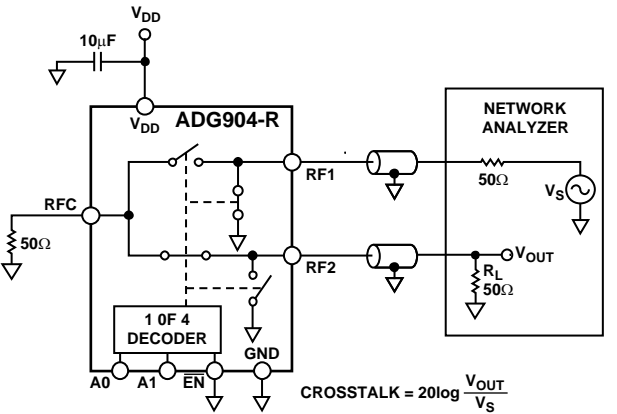 VDD
10μF
VDD
ADG904-R
NETWORK
ANALYZER
RF1
50Ω
VS
RFC
50Ω
RF2
VOUT
RL
50Ω
1 0F 4
DECODER
GND
A0
A1
EN
CROSSTALK = 20log VOUT
VS